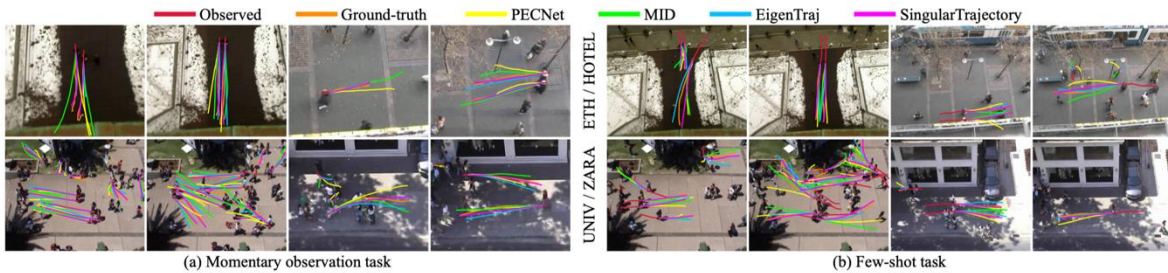 Observed Ground-truth PECNet MID EigenTraj SingularTrajectory
ETH / HOTEL
UNIV / ZARA
(a) Momentary observation task
(b) Few-shot task